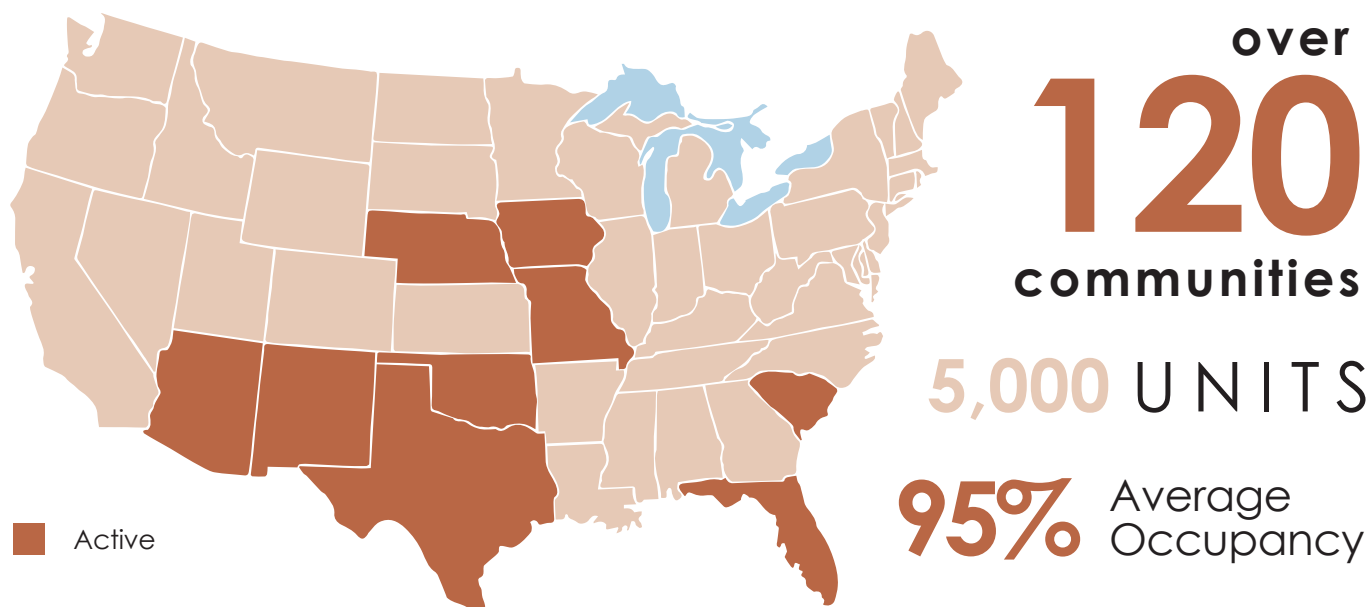 over
120
communities
5,000 UNITS
95% Average
Occupancy
Active